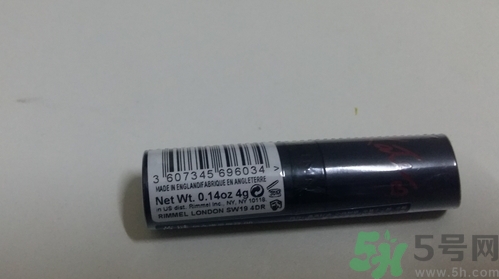 3 607345 696034 >
MADE IN ENGLAND/FABRIQUE EN ANGLETERRE
Net Wt. 0.14oz 4g
in US dist. Rimmel Inc. NY, NY 10118
RIMMEL LONDON SW19 4DR
5h 5号网
www.5h.com